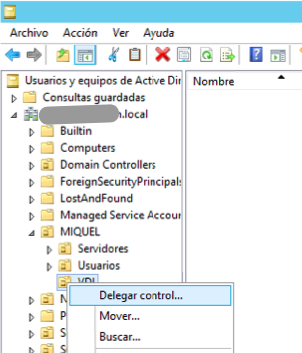 Archivo Acción Ver Ayuda
Usuarios y equipos de Active Dir
Nombre
Consultas guardadas
.local
Builtin
Computers
Domain Controllers
ForeignSecurityPrincipals
LostAndFound
Managed Service Accour
MIQUEL
Servidores
Usuarios
VDI
Delegar control...
Mover...
Buscar...